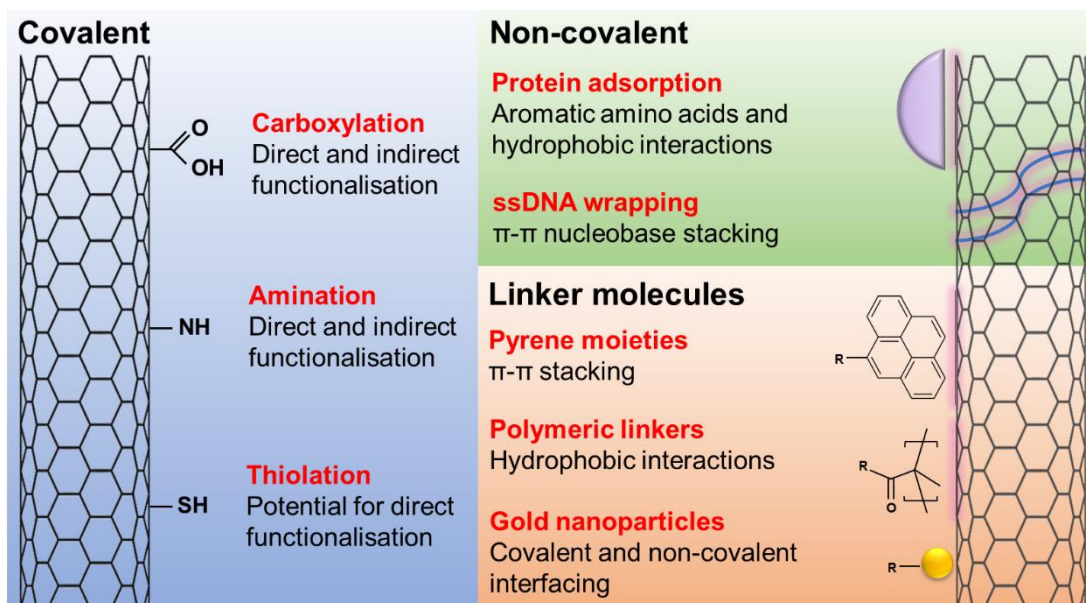 Covalent
O
OH
Carboxylation
Direct and indirect
functionalisation
NH
Amination
Direct and indirect
functionalisation
SH
Thiolation
Potential for direct
functionalisation
Non-covalent
Protein adsorption
Aromatic amino acids and
hydrophobic interactions
ssDNA wrapping
π-π nucleobase stacking
Linker molecules
Pyrene moieties
π-π stacking
R
Polymeric linkers
Hydrophobic interactions
R
O
Gold nanoparticles
Covalent and non-covalent
interfacing
R